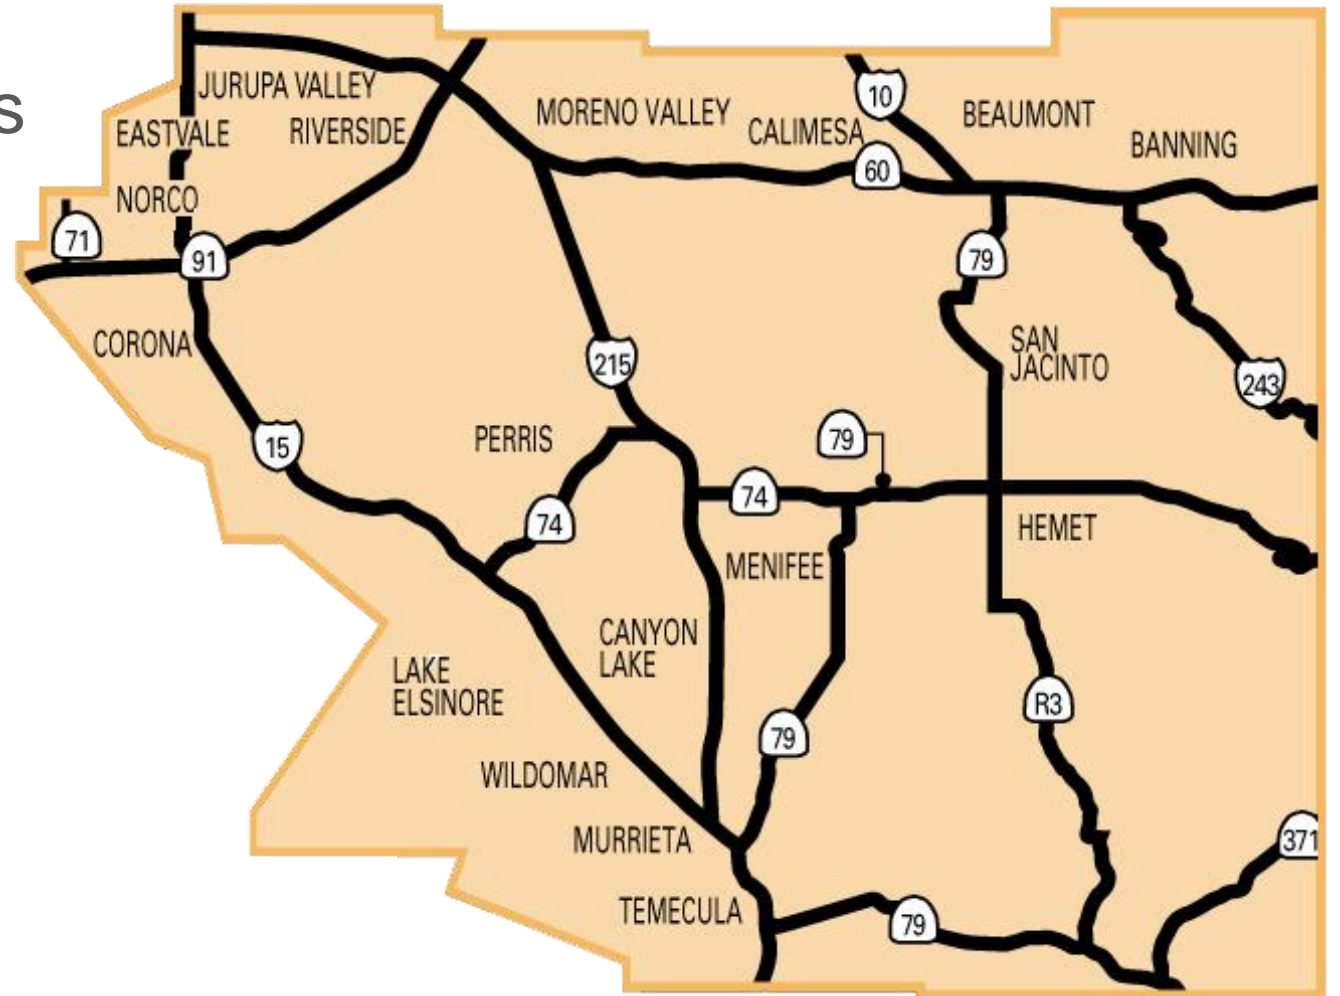 s
JURUPA VALLEY
10
BEAUMONT
MORENO VALLEY
EASTVALE
RIVERSIDE
CALIMESA
BANNING
60
NORCO
71
91
79
CORONA
SAN
JACINTO
215
243
15
PERRIS
79
74
74
HEMET
MENIFEE
CANYON
LAKE
LAKE
ELSINORE
R3
79
WILDOMAR
MURRIETA
371
TEMECULA
79